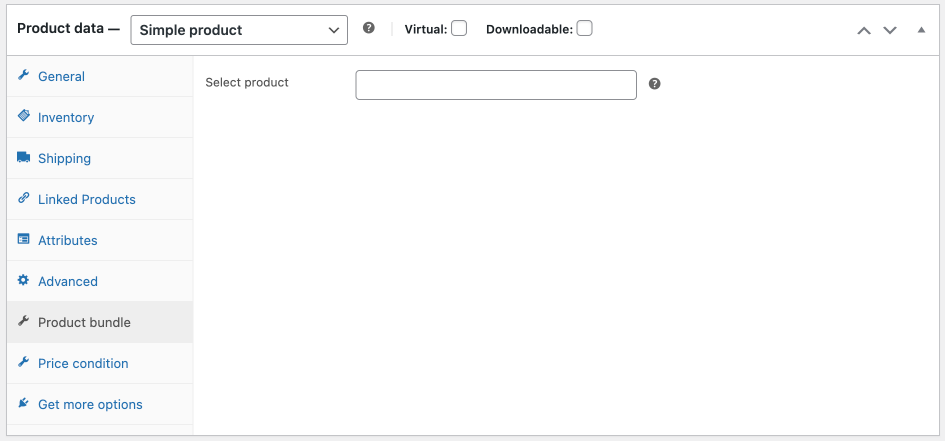 Product data — Simple product Virtual: Downloadable:
General
Select product
Inventory
Shipping
Linked Products
Attributes
Advanced
Product bundle
Price condition
Get more options